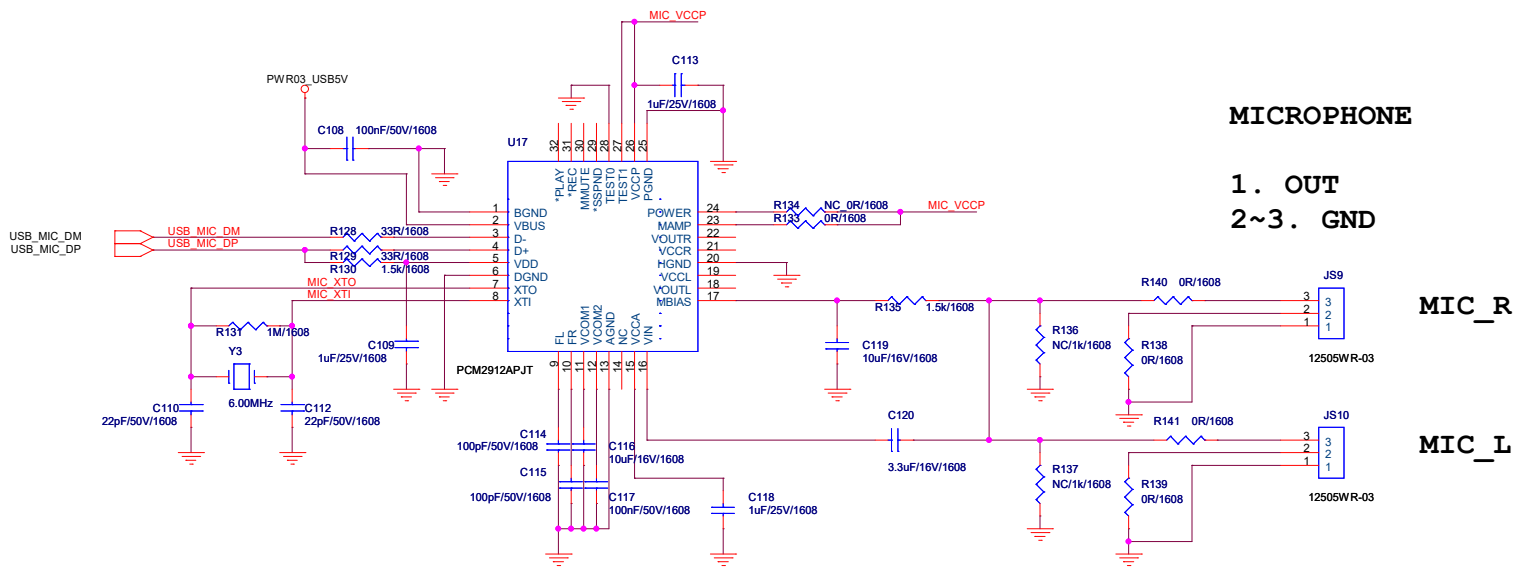 MIC_VCCP
C113
1uF/25V/1608
PWR03_USB5V
C108 100nF/50V/1608
U17
32 31 30 29 28 27 26 25
*PLAY *REC MMUTE *SSPND TEST0 TEST1 VCCP PGND
MICROPHONE
1. OUT
2~3. GND
1 BGND
2 VBUS
3 D-
4 D+
5 VDD
6 DGND
7 XTO
8 XTI
POWER 24
MAMP 23
VOUTR 22
VCCR 21
HGND 20
VCCL 19
VOUTL 18
MBIAS 17
R134 NC_0R/1608
R133 0R/1608
MIC_VCCP
USB_MIC_DM USB_MIC_DM
USB_MIC_DP USB_MIC_DP
R128 33R/1608
R129 33R/1608
R130 1.5k/1608
MIC_XTO
MIC_XTI
R131 1M/1608
Y3
6.00MHz
C109
1uF/25V/1608
C110
22pF/50V/1608
C112
22pF/50V/1608
PCM2912APJT
FL FR VCOM1 VCOM2 AGND NC VCCA VIN
9 10 11 12 13 14 15 16
R135 1.5k/1608
C119
10uF/16V/1608
R136
NC/1k/1608
R140 0R/1608
R138
0R/1608
JS9
3 3
2 2
1 1
12505WR-03
MIC_R
C114
100pF/50V/1608
C116
10uF/16V/1608
C115
100pF/50V/1608
C117
100nF/50V/1608
C118
1uF/25V/1608
C120
3.3uF/16V/1608
R137
NC/1k/1608
R141 0R/1608
R139
0R/1608
JS10
3 3
2 2
1 1
12505WR-03
MIC_L